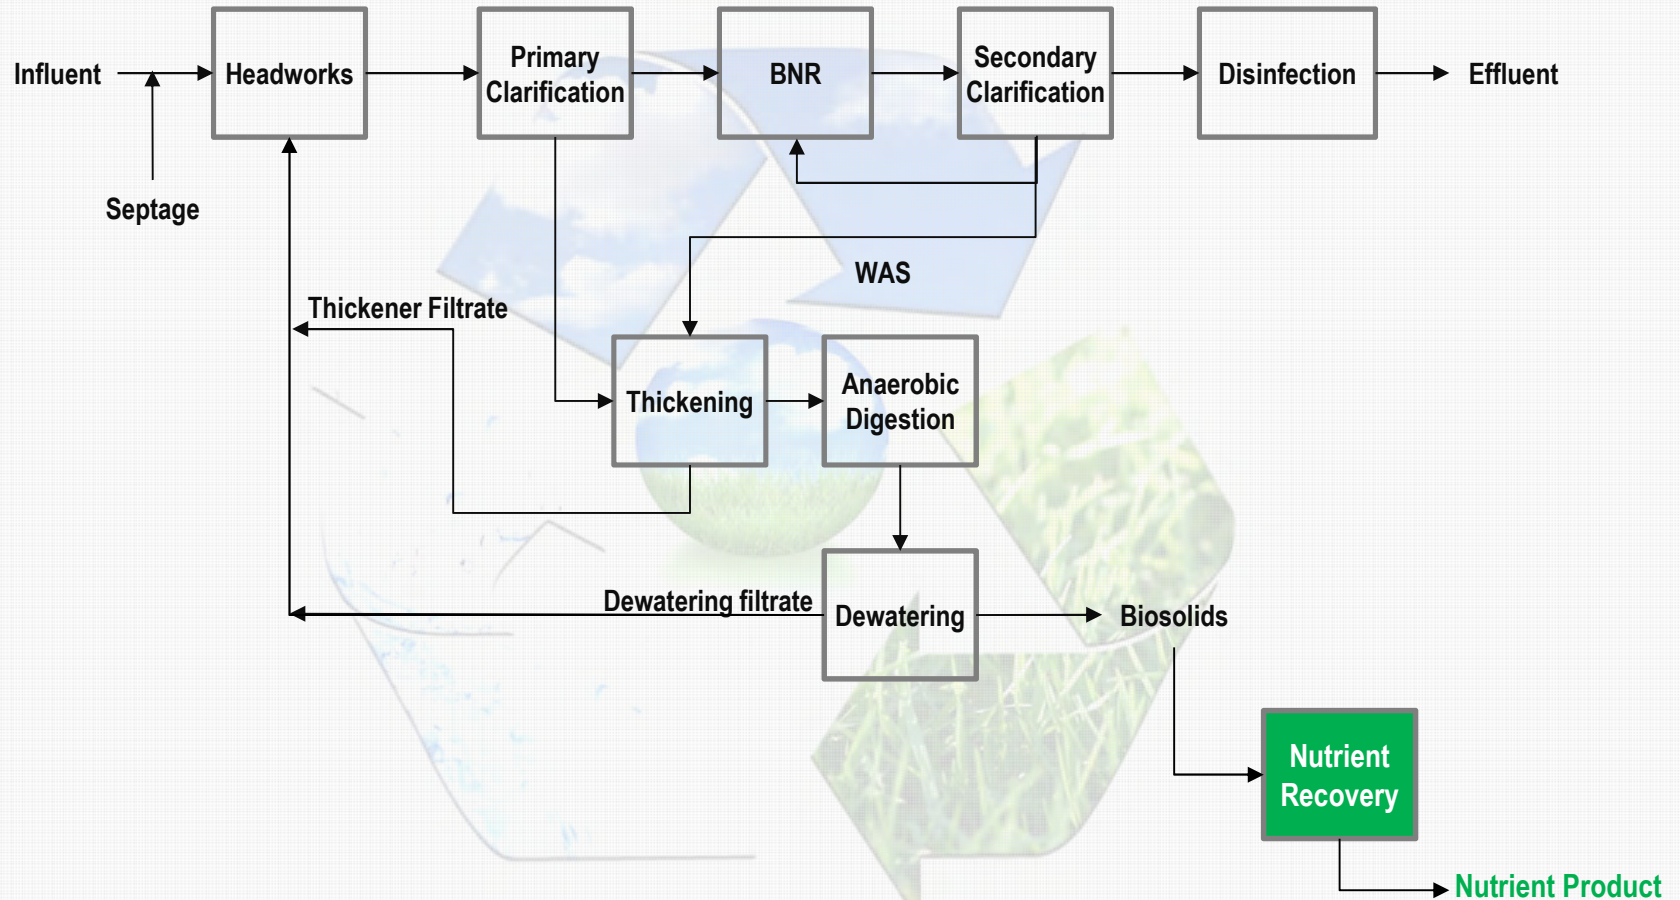 Influent
Headworks
Primary
Clarification
BNR
Secondary
Clarification
Disinfection
Effluent
Septage
WAS
Thickener Filtrate
Thickening
Anaerobic
Digestion
Dewatering filtrate
Dewatering
Biosolids
Nutrient
Recovery
Nutrient Product